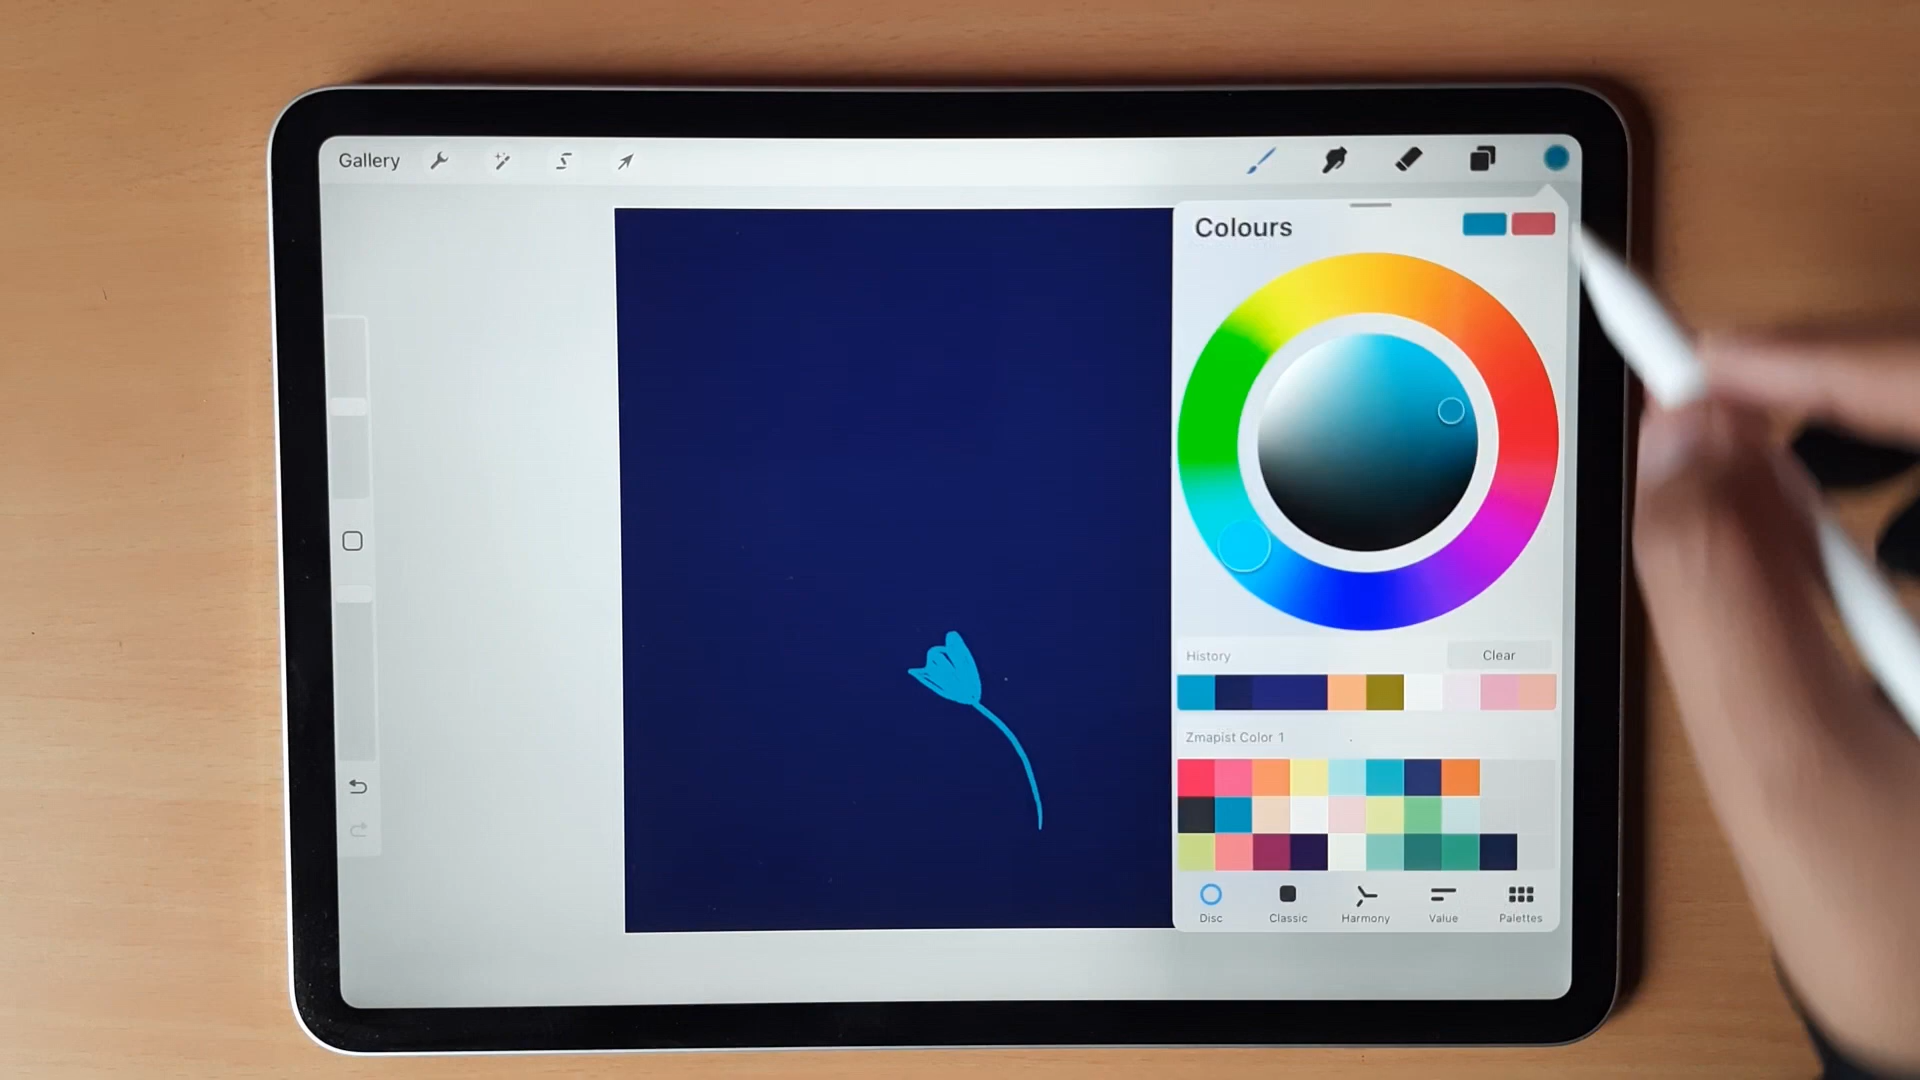 Gallery
Colours
History
Clear
Zmapist Color 1
Disc
Classic
Harmony
Value
Palettes